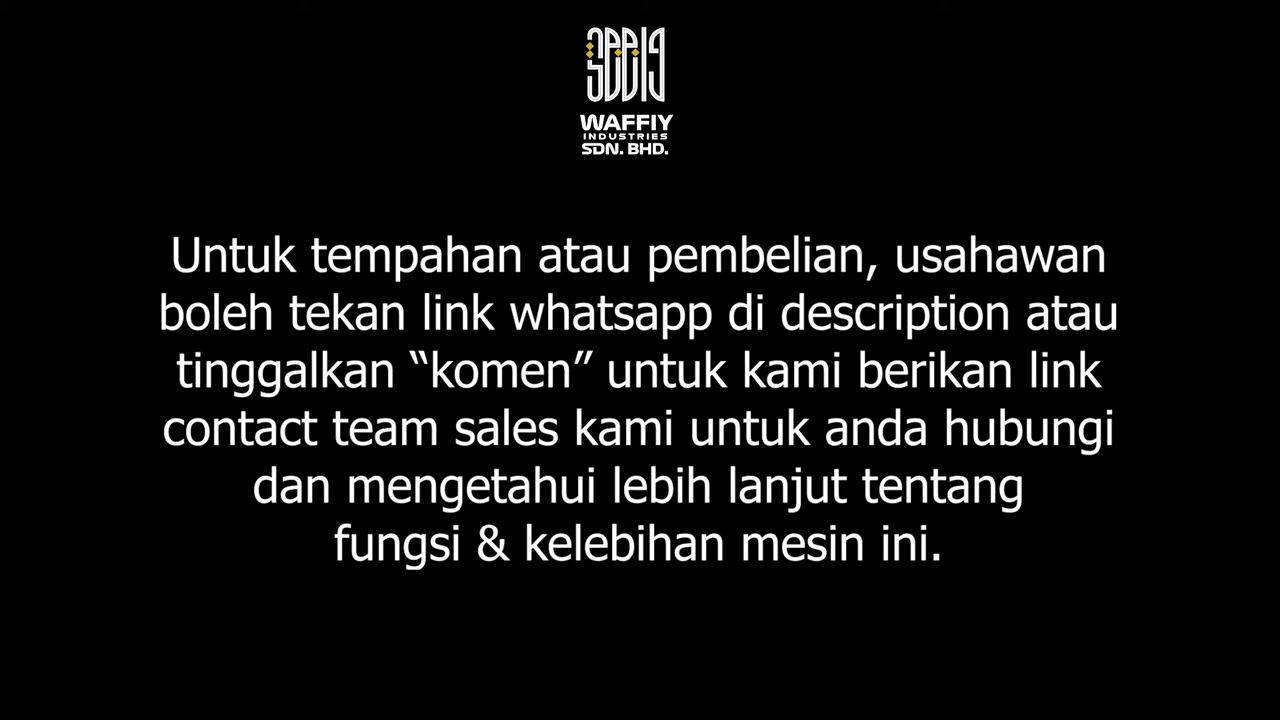 WAFFIY
INDUSTRIES
SDN. BHD.
Untuk tempahan atau pembelian, usahawan
boleh tekan link whatsapp di description atau
tinggalkan “komen” untuk kami berikan link
contact team sales kami untuk anda hubungi
dan mengetahui lebih lanjut tentang
fungsi & kelebihan mesin ini.